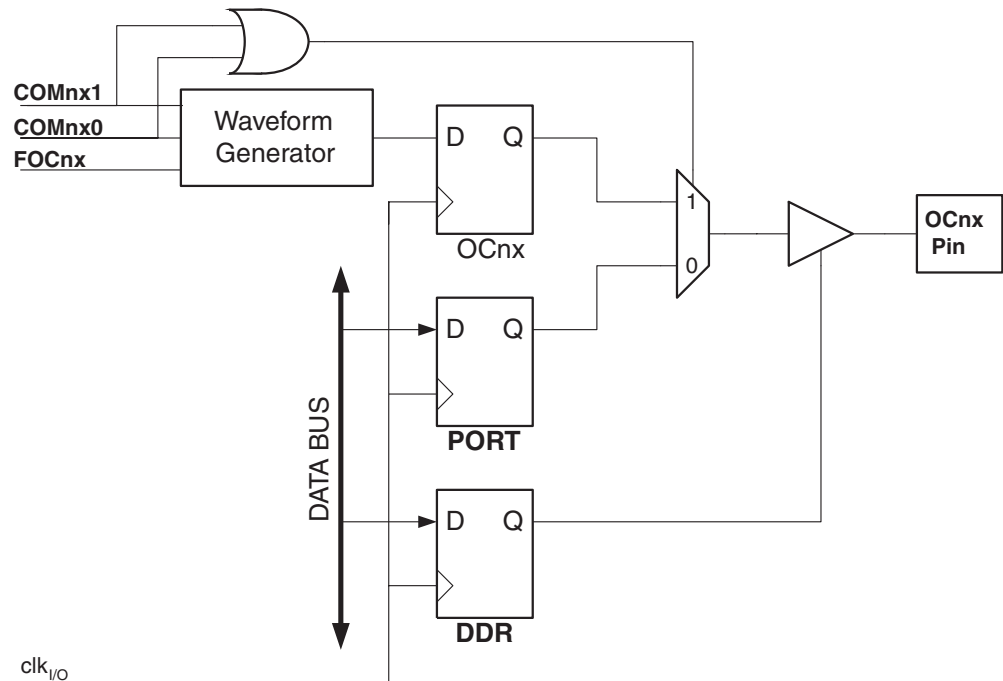 COMnx1
COMnx0
FOCnx
Waveform
Generator
D Q
OCnx
1
0
OCnx
Pin
D Q
PORT
DATA BUS
D Q
DDR
clkI/O